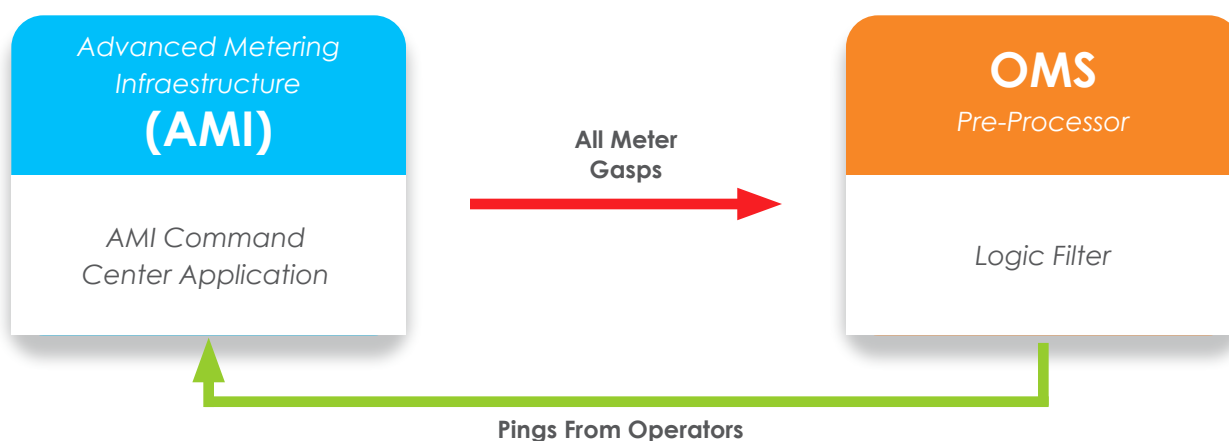 Advanced Metering
Infraestructure
(AMI)
AMI Command
Center Application
All Meter
Gasps
OMS
Pre-Processor
Logic Filter
Pings From Operators